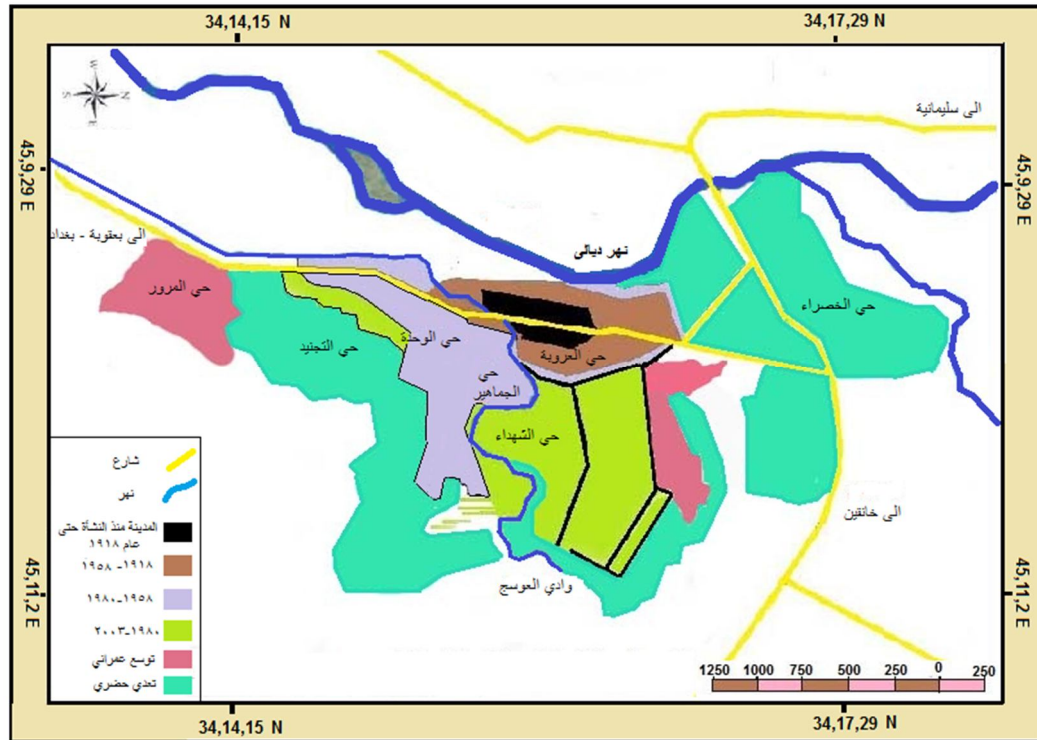 34,14,15 N
34,17,29 N
45,9,29 E
45,9,29 E
W
S
N
E
الى سليمانية
الى بعقوبة - بغداد
نهر ديالى
حي المرور
حي الخصراء
حي التجنيد
حي الوحدة
حي العروبة
حي
الجماهير
حي الشهداء
الى خانقين
وادي العوسج
شارع
نهر
المدينة منذ النشأة حتى
عام ١٩١٨
١٩١٨-١٩٥٨
١٩٥٨-١٩٨٠
١٩٨٠-٢٠٠٣
توسع عمراني
تعدي حضري
45,11,2 E
45,11,2 E
1250 1000 750 500 250 0 250
34,14,15 N
34,17,29 N